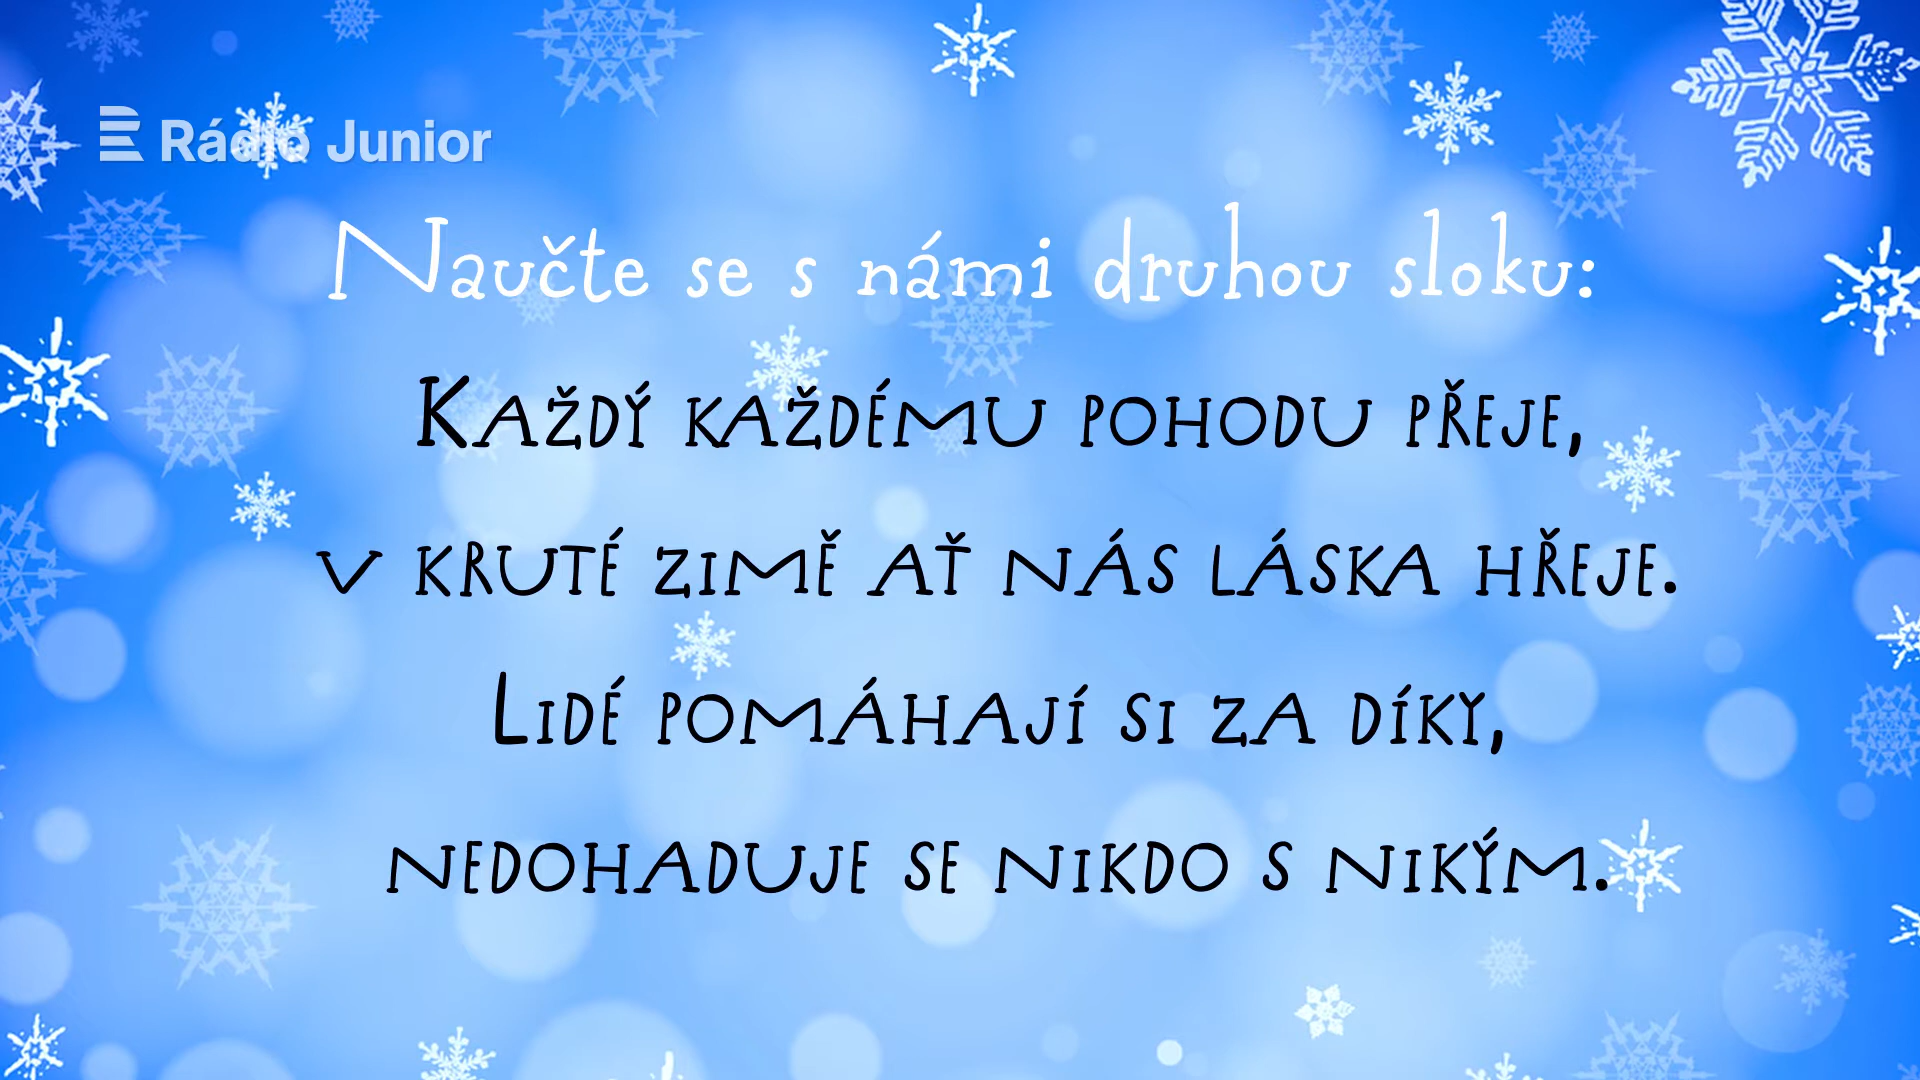 Rádio Junior
Naučte se s námi druhou sloku:
Každý každému pohodu přeje,
v kruté zimě ať nás láska hřeje.
Lidé pomáhají si za díky,
nedohaduje se nikdo s nikým.